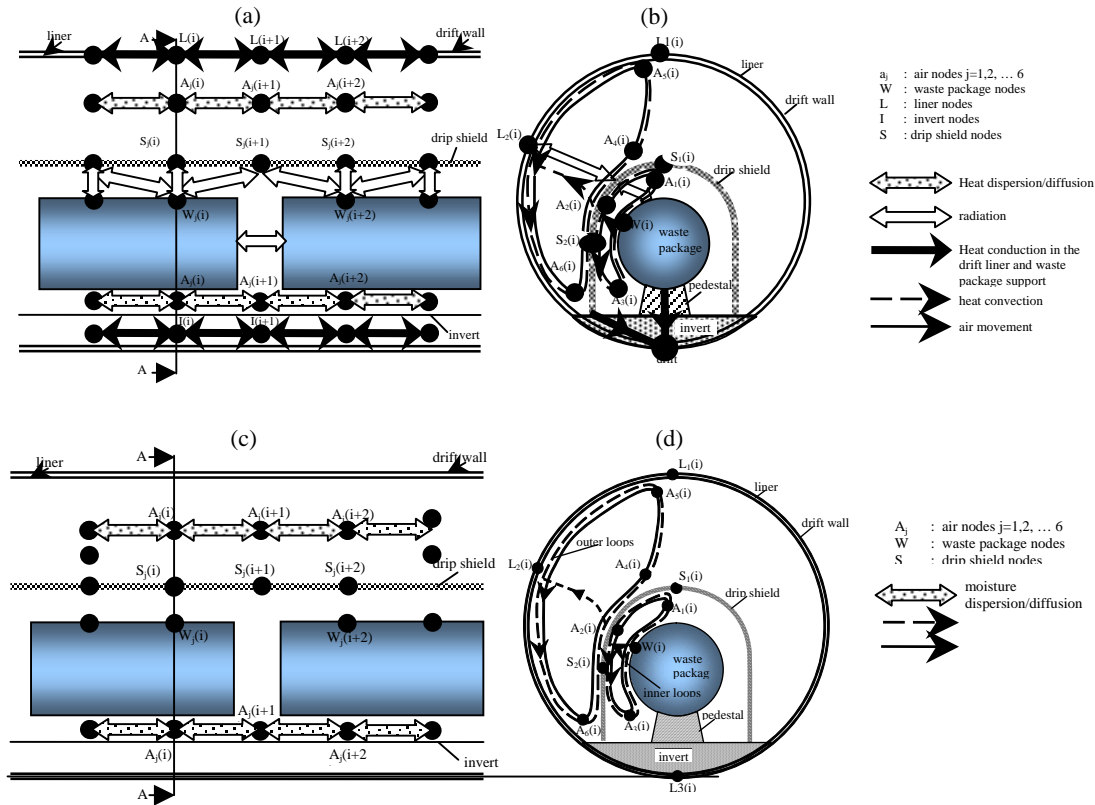 (a)
liner
A
L(i)
L(i+1)
L(i+2)
drift wall
Aj(i)
Aj(i+1)
Aj(i+2)
Sj(i)
Sj(i+1)
Sj(i+2)
drip shield
Wj(i)
Wj(i+2)
Aj(i)
Aj(i+1)
Aj(i+2)
I(i)
I(i+1)
invert
A
(b)
L1(i)
liner
A5(i)
drift wall
L2(i)
A4(i)
S1(i)
drip shield
A1(i)
A2(i)
W(i)
waste
package
S2(i)
A6(i)
A3(i)
pedestal
invert
drift
aj : air nodes j=1,2, … 6
W : waste package nodes
L : liner nodes
I : invert nodes
S : drip shield nodes
Heat dispersion/diffusion
radiation
Heat conduction in the
drift liner and waste
package support
heat convection
air movement
(c)
liner
A
drift wall
Aj(i)
Aj(i+1)
Aj(i+2)
Sj(i)
Sj(i+1)
Sj(i+2)
drip shield
Wj(i)
Wj(i+2)
Aj(i+1
Aj(i)
Aj(i+2
invert
A
(d)
L1(i)
A5(i)
liner
drift wall
outer loops
L2(i)
A4(i)
S1(i)
drip shield
A1(i)
A2(i)
W(i)
waste
packag
S2(i)
inner loops
A6(i)
A3(i)
pedestal
invert
L3(i)
Aj : air nodes j=1,2, … 6
W : waste package nodes
S : drip shield nodes
moisture
dispersion/diffusion